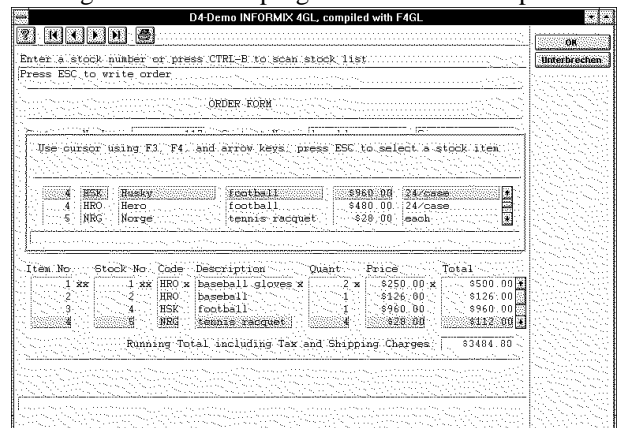 D4-Demo INFORMIX 4GL, compiled with F4GL
OK
Unterbrechen
Enter a stock number or press CTRL-B to scan stock list
Press ESC to write order
ORDER FORM
Use cursor using F3, F4, and arrow keys, press ESC to select a stock item
4 HSK Husky football $960.00 24/case
4 HRO Hero football $480.00 24/case
5 NRG Norge tennis racquet $28.00 each
Item No Stock No Code Description Quant Price Total
1 xx 1 xx HRO x baseball gloves x 2 x $250.00 x $500.00
2 2 HRO baseball 1 $126.00 $126.00
3 4 HSK football 1 $960.00 $960.00
4 5 NRG tennis racquet 4 $28.00 $112.00
Running Total including Tax and Shipping Charges $3484.80